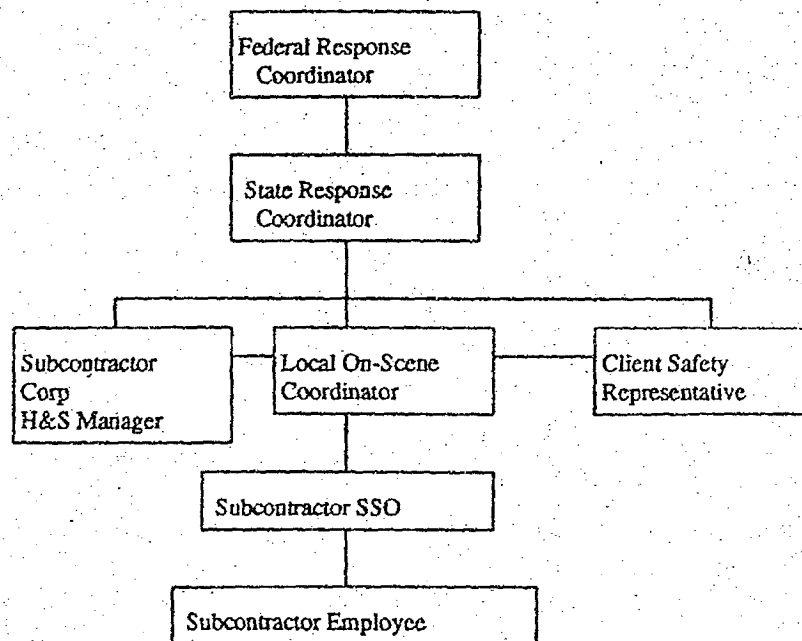 Federal Response
Coordinator
State Response
Coordinator
Subcontractor
Corp
H&S Manager
Local On-Scene
Coordinator
Client Safety
Representative
Subcontractor SSO
Subcontractor Employee